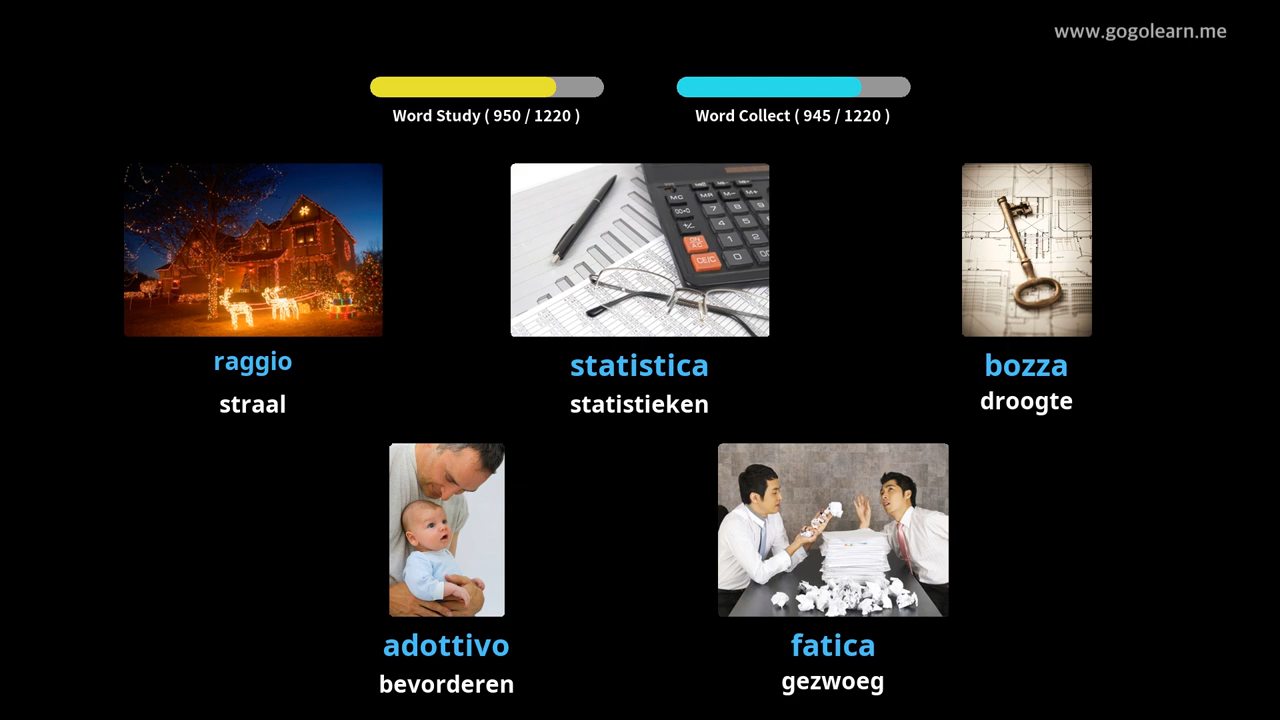 www.gogolearn.me
Word Study ( 950 / 1220 )
Word Collect ( 945 / 1220 )
raggio
straal
statistica
statistieken
bozza
droogte
adottivo
bevorderen
fatica
gezwoeg